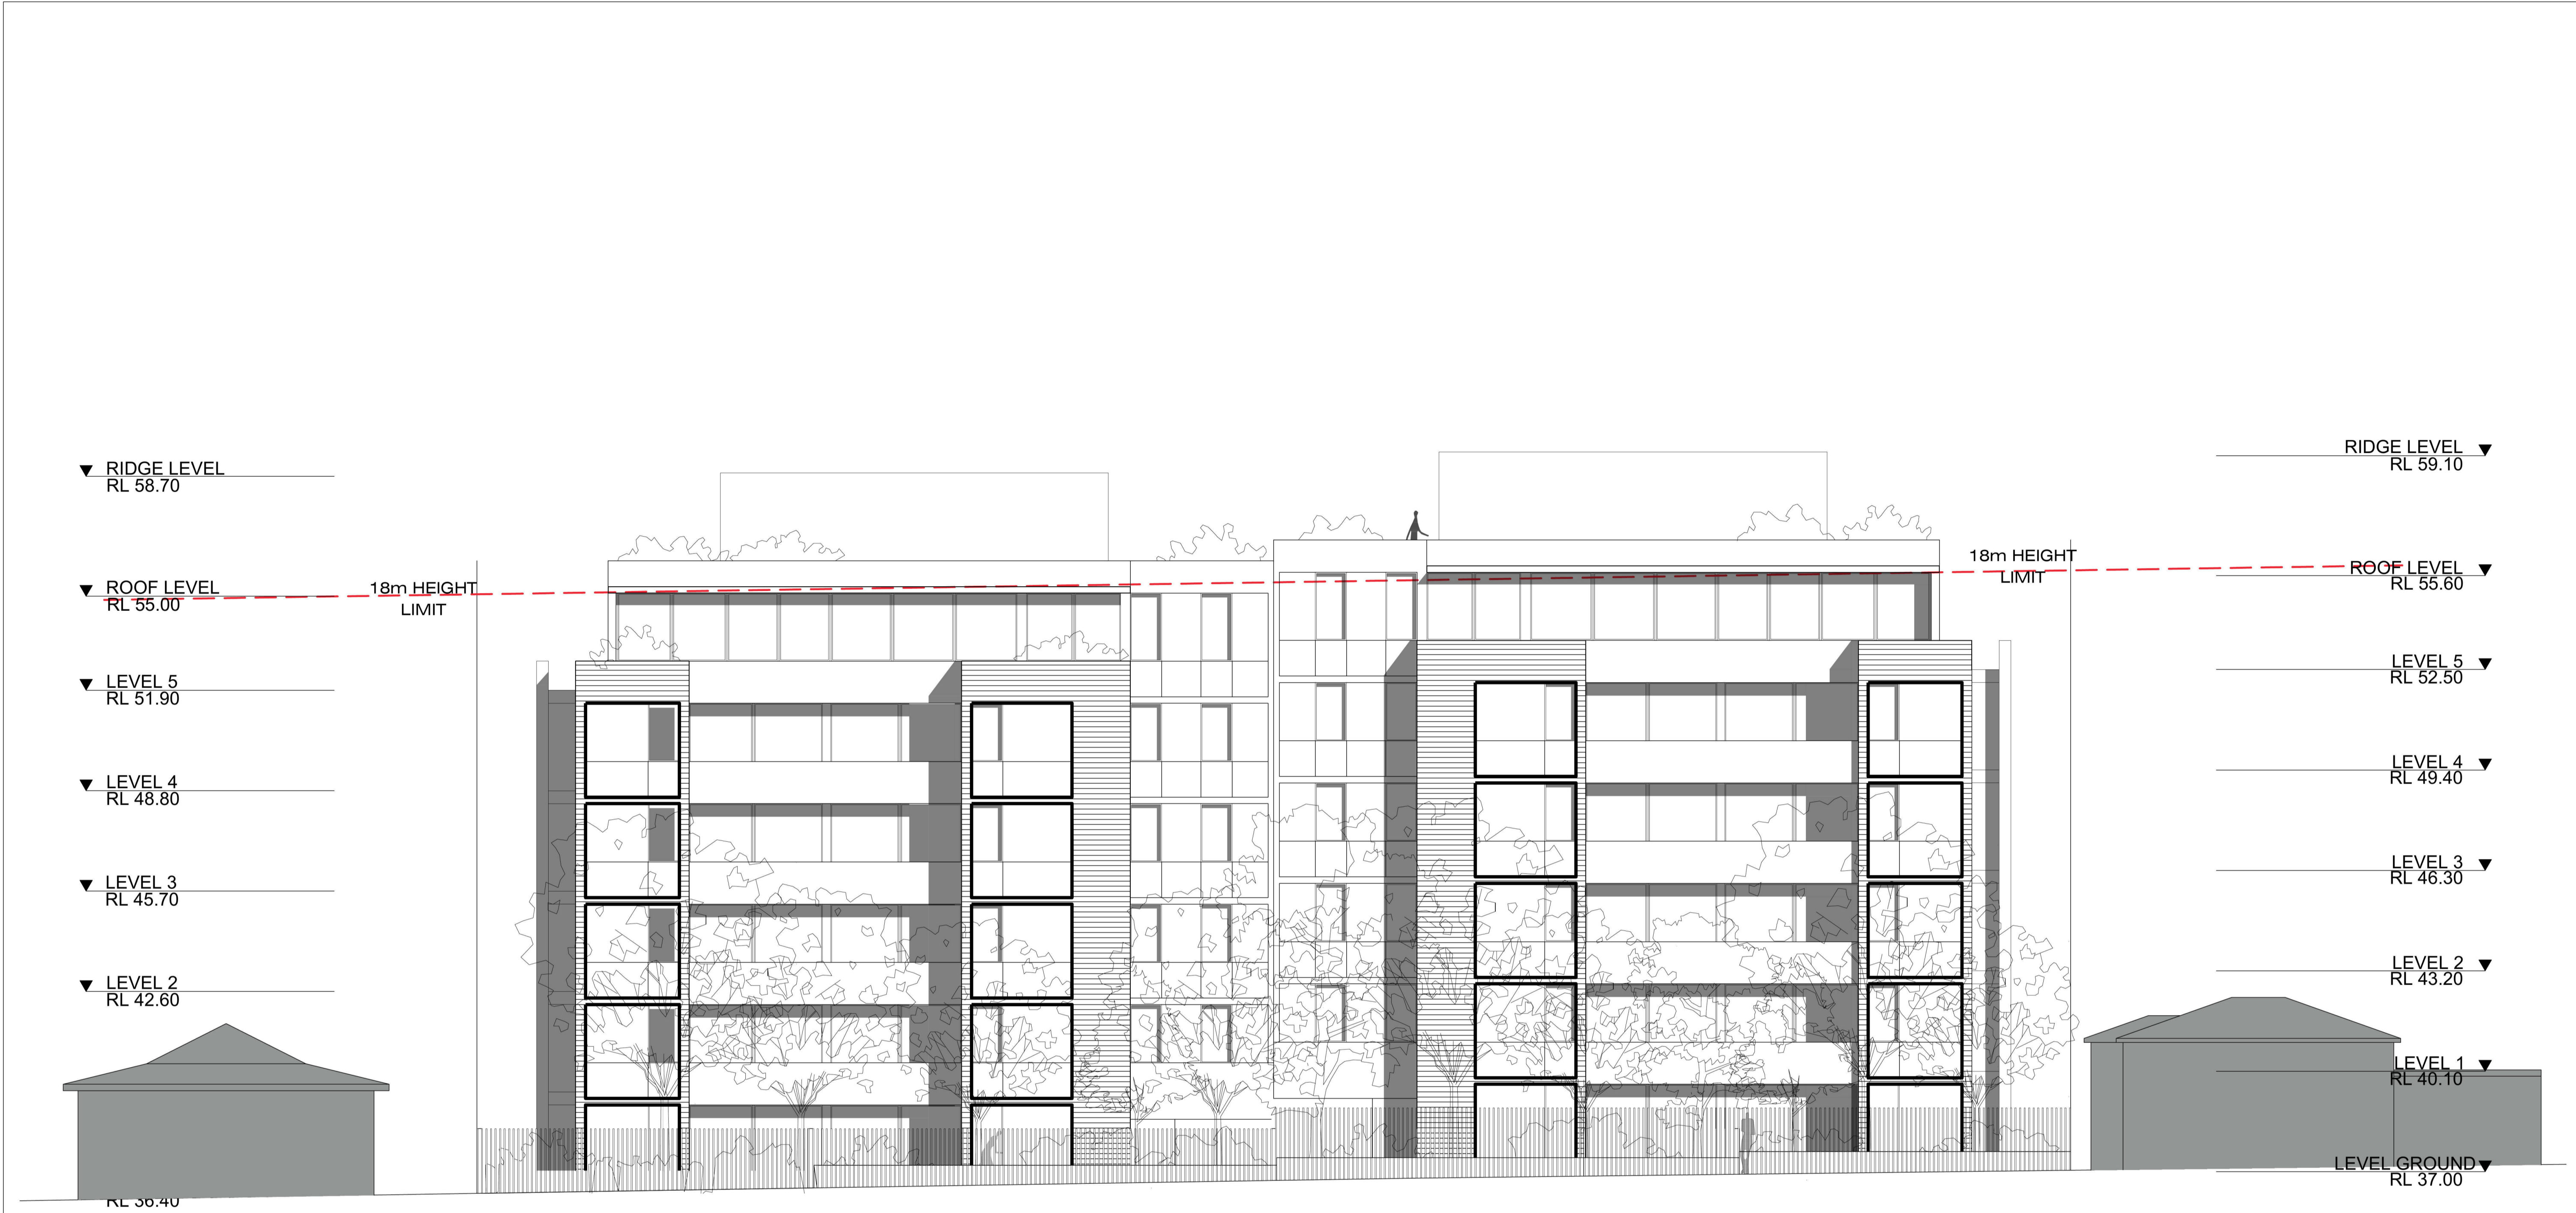 RIDGE LEVEL
RL 58.70
ROOF LEVEL
RL 55.00
18m HEIGHT
LIMIT
LEVEL 5
RL 51.90
LEVEL 4
RL 48.80
LEVEL 3
RL 45.70
LEVEL 2
RL 42.60
RL 36.40
RIDGE LEVEL
RL 59.10
18m HEIGHT
LIMIT
ROOF LEVEL
RL 55.60
LEVEL 5
RL 52.50
LEVEL 4
RL 49.40
LEVEL 3
RL 46.30
LEVEL 2
RL 43.20
LEVEL 1
RL 40.10
LEVEL GROUND
RL 37.00